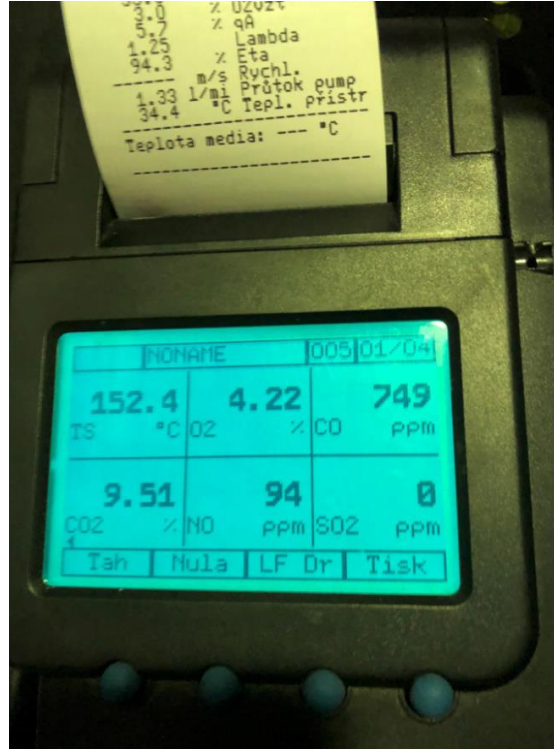 3.0 %
5.7 % qA
1.25 Lambda
94.3 % Eta
------ m/s Rychl.
1.33 l/mi Průtok pump
34.4 °C Tepl. přístr
Teplota media: --- °C
NONAME 005 01/04
152.4 4.22 749
TS °C O2 % CO ppm
9.51 94 0
CO2 % NO ppm SO2 ppm
Tah Nula LF Dr Tisk